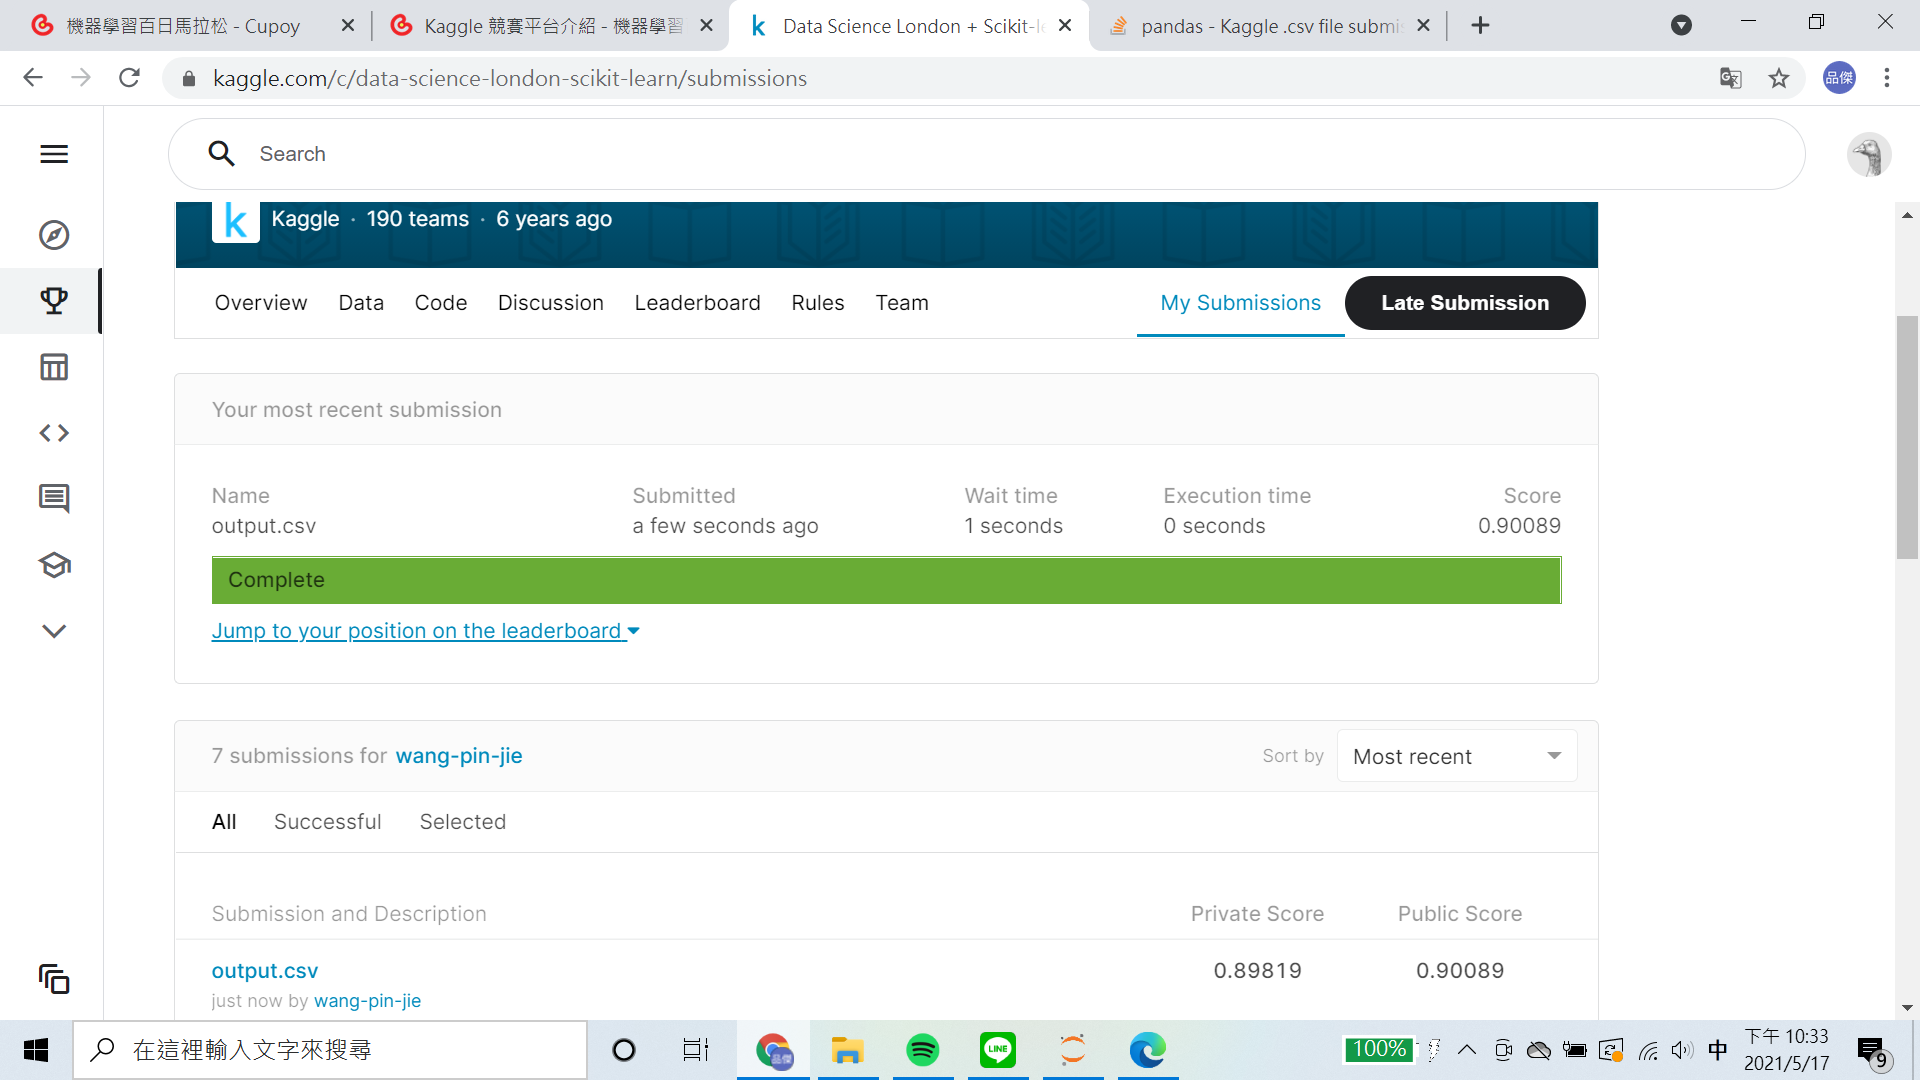 機器學習百日馬拉松 - Cupoy
Kaggle 競賽平台介紹 - 機器學習
Data Science London + Scikit-le
pandas - Kaggle .csv file submis
kaggle.com/c/data-science-london-scikit-learn/submissions
品傑
Search
k
Kaggle · 190 teams · 6 years ago
Overview Data Code Discussion Leaderboard Rules Team My Submissions Late Submission
Your most recent submission
Name Submitted Wait time Execution time Score
output.csv a few seconds ago 1 seconds 0 seconds 0.90089
Complete
Jump to your position on the leaderboard
7 submissions for wang-pin-jie Sort by Most recent
All Successful Selected
Submission and Description Private Score Public Score
output.csv 0.89819 0.90089
just now by wang-pin-jie
在這裡輸入文字來搜尋
品傑
LINE
100%
中
下午 10:33
2021/5/17
9